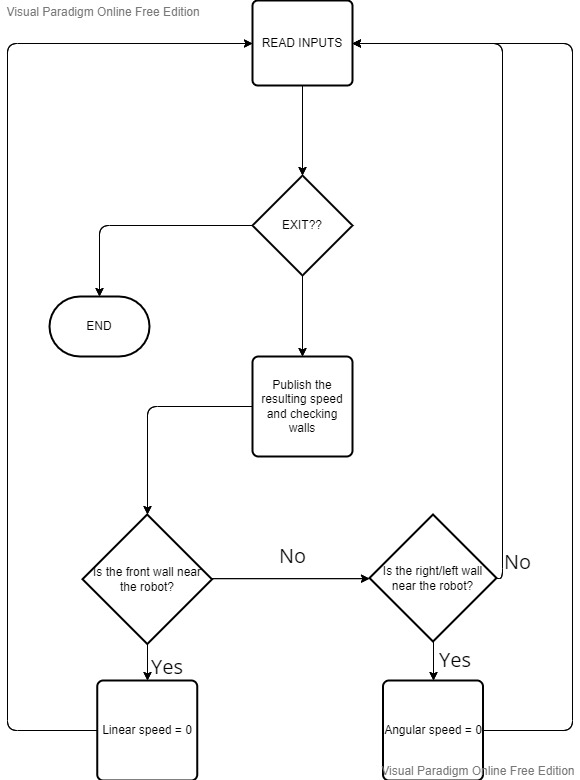 Visual Paradigm Online Free Edition
READ INPUTS
EXIT??
END
Publish the
resulting speed
and checking
walls
No
Is the front wall near
the robot?
Is the right/left wall
near the robot?
No
Yes
Yes
Linear speed = 0
Angular speed = 0
Visual Paradigm Online Free Edition